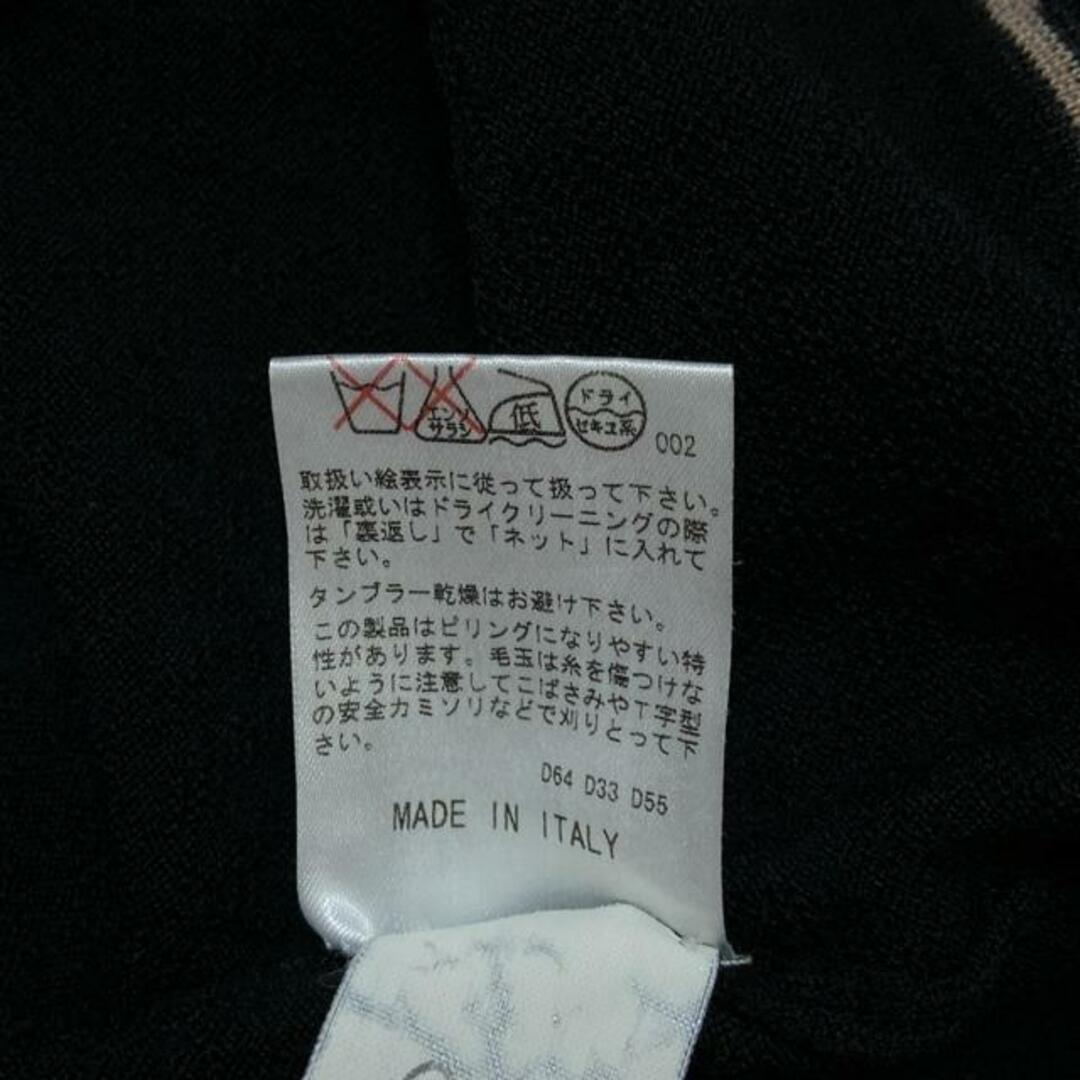 エンソ
サラシ
低
ドライ
セキユ系
002
取扱い絵表示に従って扱って下さい。
洗濯或いはドライクリーニングの際
は「裏返し」で「ネット」に入れて
下さい。
タンブラー乾燥はお避け下さい。
この製品はピリングになりやすい特
性があります。毛玉は糸を傷つけな
いように注意してこばさみやT字型
の安全カミソリなどで刈りとって下
さい。
D64 D33 D55
MADE IN ITALY